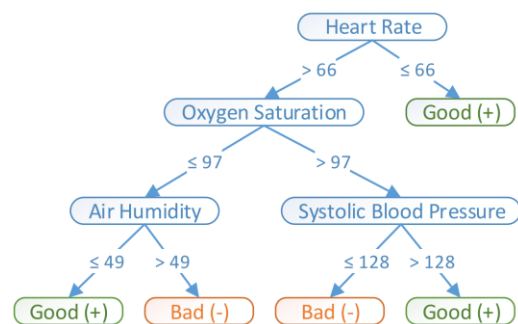 Heart Rate
> 66 ≤ 66
Oxygen Saturation Good (+)
≤ 97 > 97
Air Humidity Systolic Blood Pressure
≤ 49 > 49 ≤ 128 > 128
Good (+) Bad (-) Bad (-) Good (+)